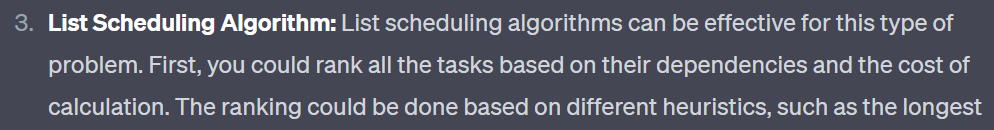 3. List Scheduling Algorithm: List scheduling algorithms can be effective for this type of
problem. First, you could rank all the tasks based on their dependencies and the cost of
calculation. The ranking could be done based on different heuristics, such as the longest